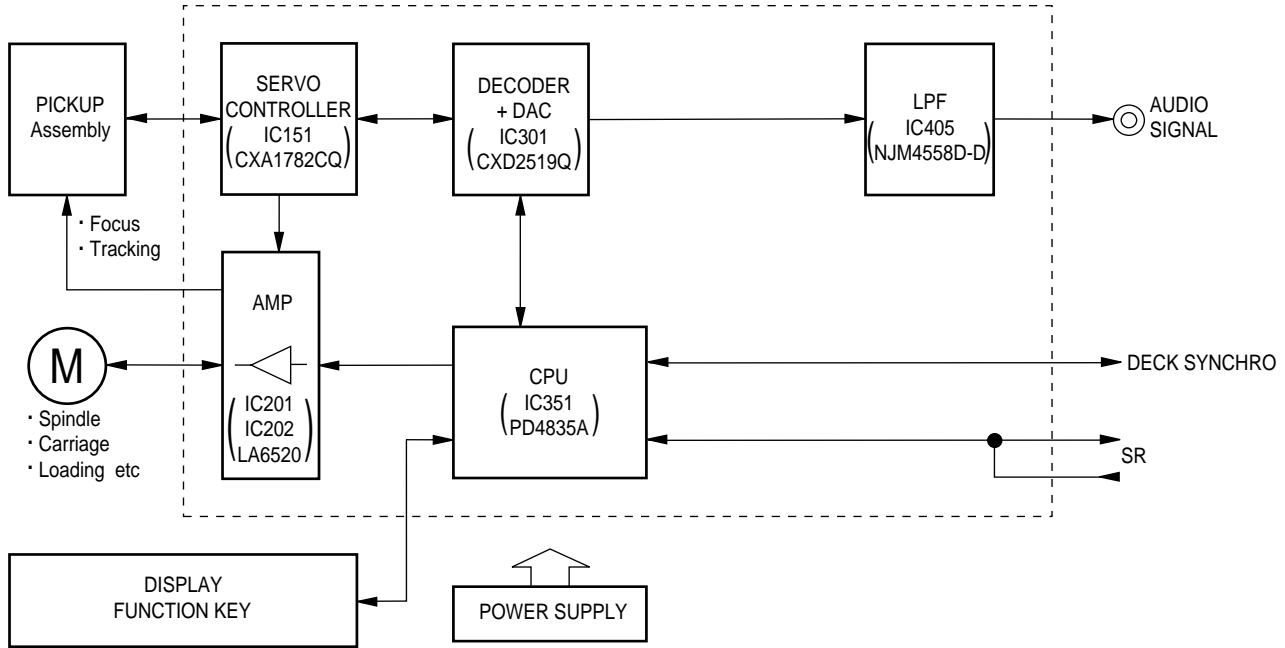 PICKUP
Assembly
SERVO
CONTROLLER
IC151
(CXA1782CQ)
DECODER
+ DAC
IC301
(CXD2519Q)
LPF
IC405
(NJM4558D-D)
AUDIO
SIGNAL
· Focus
· Tracking
AMP
(IC201
IC202
LA6520)
M
· Spindle
· Carriage
· Loading etc
CPU
(IC351
PD4835A)
DECK SYNCHRO
SR
DISPLAY
FUNCTION KEY
POWER SUPPLY